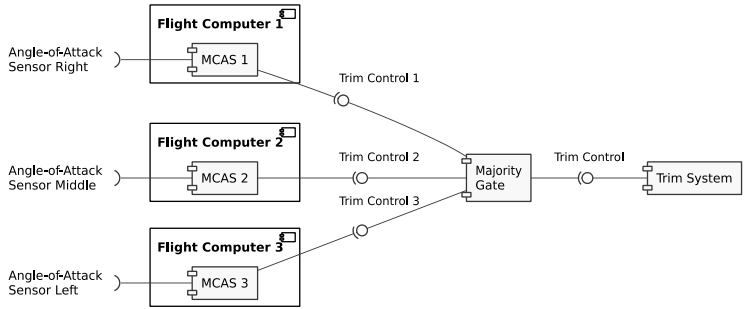 Flight Computer 1
Angle-of-Attack
Sensor Right
MCAS 1
Trim Control 1
Flight Computer 2
Angle-of-Attack
Sensor Middle
MCAS 2
Trim Control 2
Majority
Gate
Trim Control
Trim System
Trim Control 3
Flight Computer 3
Angle-of-Attack
Sensor Left
MCAS 3